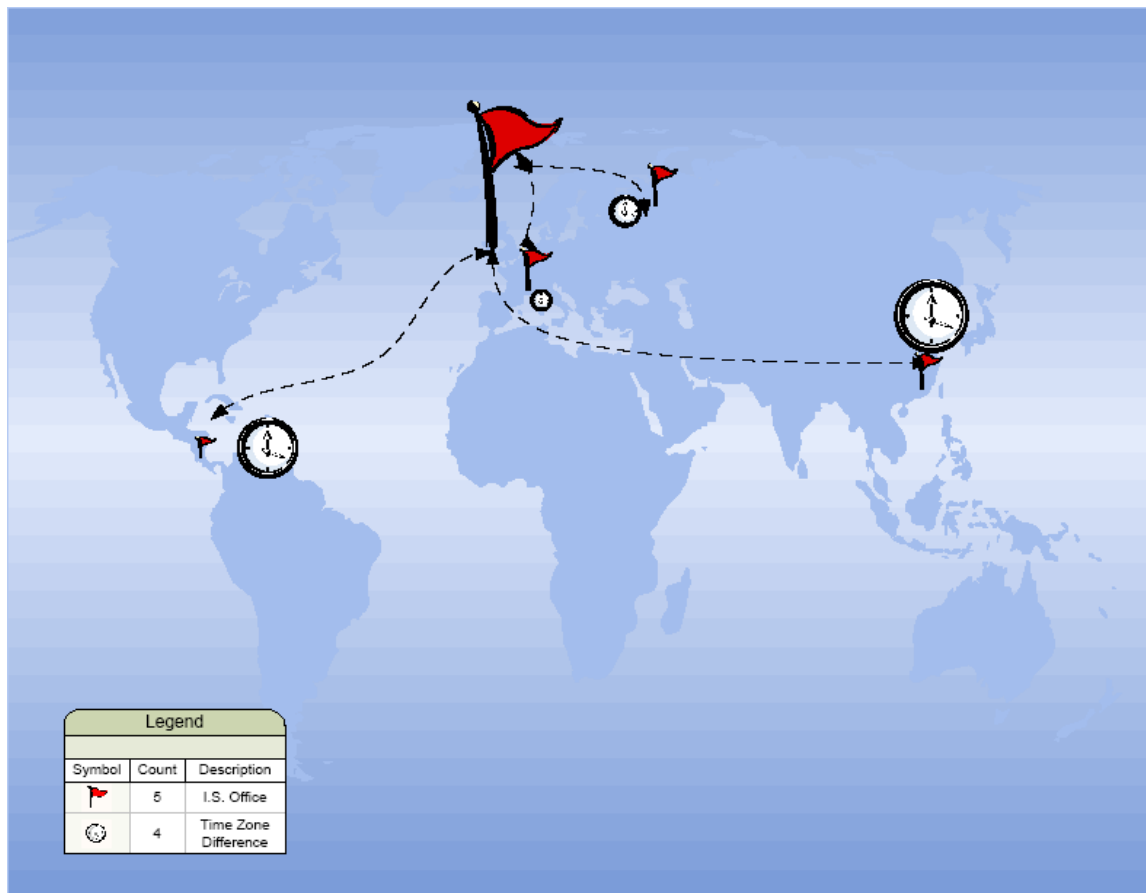 Legend
Symbol Count Description
5 I.S. Office
4 Time Zone
Difference